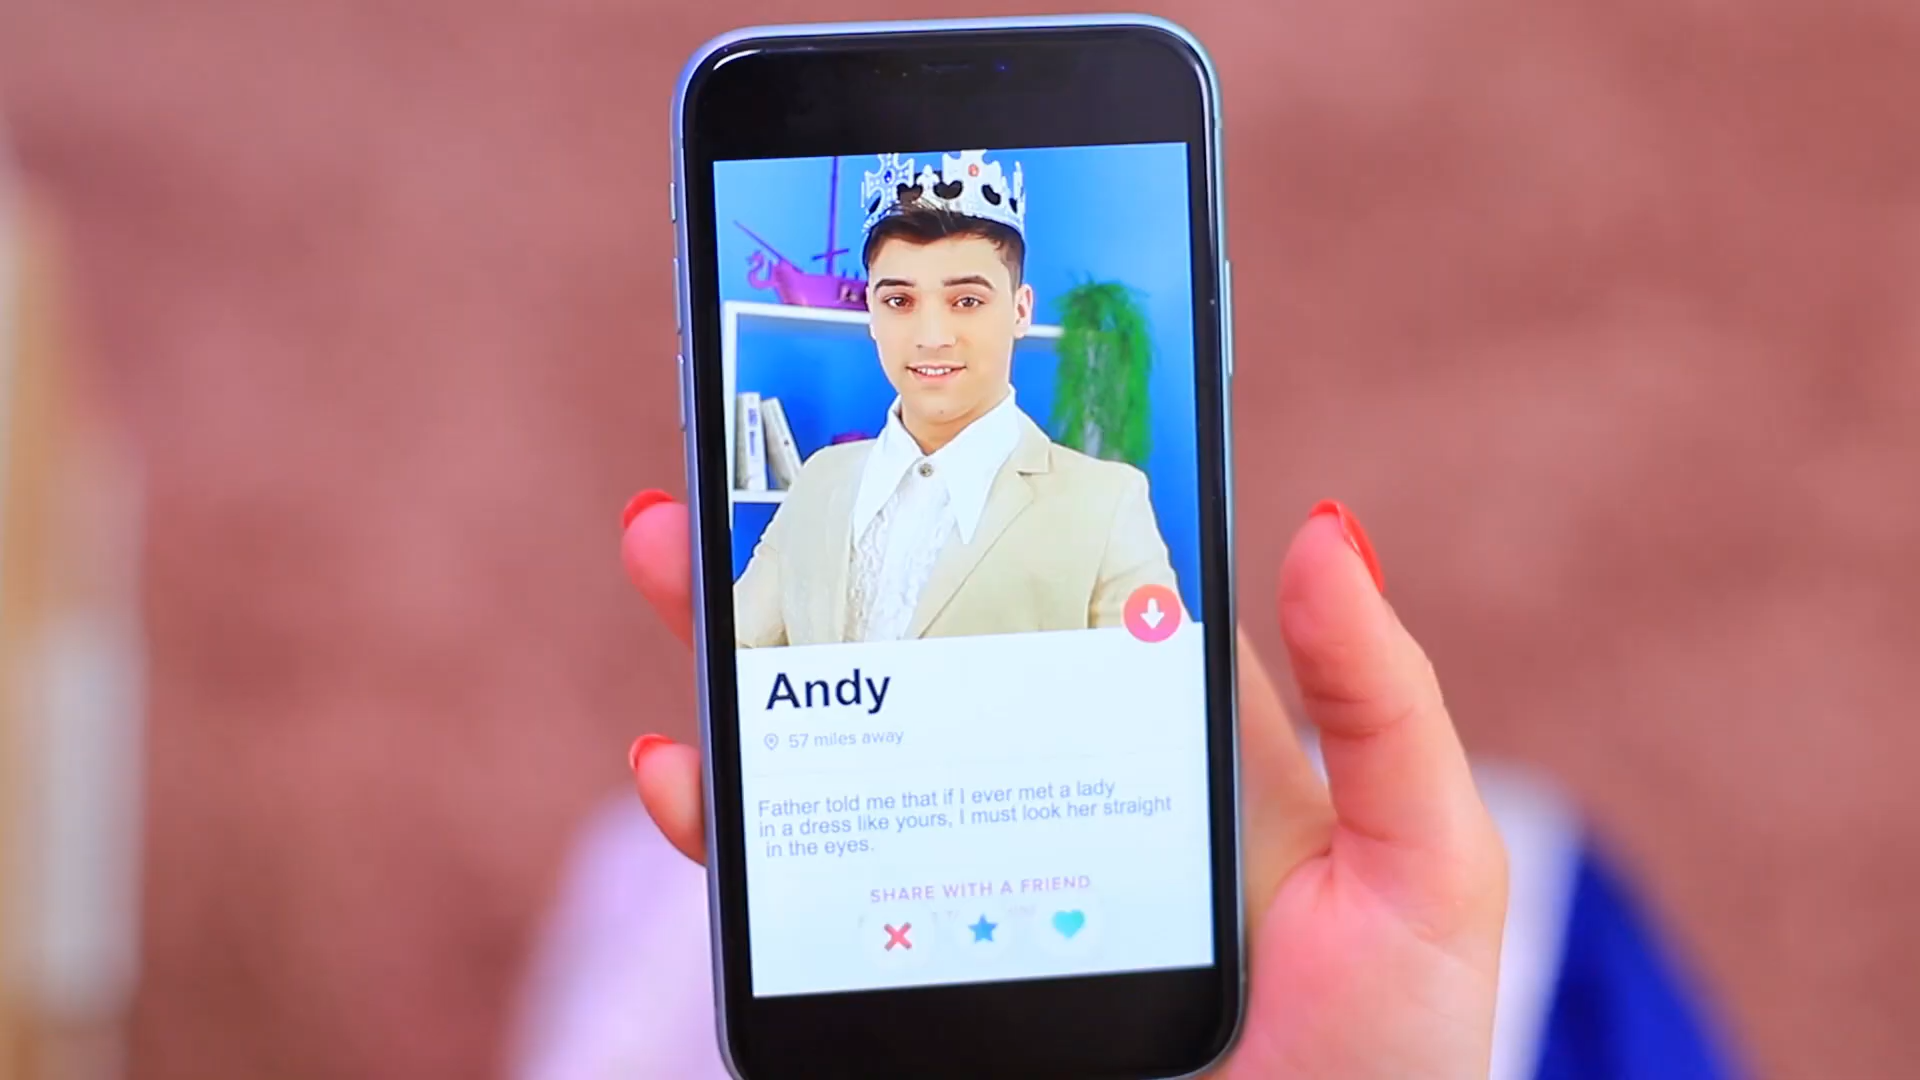 Andy
57 miles away
Father told me that if I ever met a lady
in a dress like yours, I must look her straight
in the eyes.
SHARE WITH A FRIEND